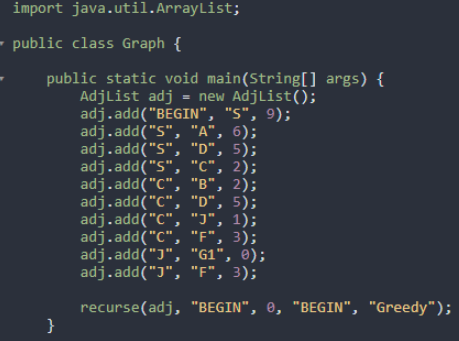 import java.util.ArrayList;
public class Graph {
public static void main(String[] args) {
AdjList adj = new AdjList();
adj.add("BEGIN", "S", 9);
adj.add("S", "A", 6);
adj.add("S", "D", 5);
adj.add("S", "C", 2);
adj.add("C", "B", 2);
adj.add("C", "D", 5);
adj.add("C", "J", 1);
adj.add("C", "F", 3);
adj.add("J", "G1", 0);
adj.add("J", "F", 3);
recurse(adj, "BEGIN", 0, "BEGIN", "Greedy");
}